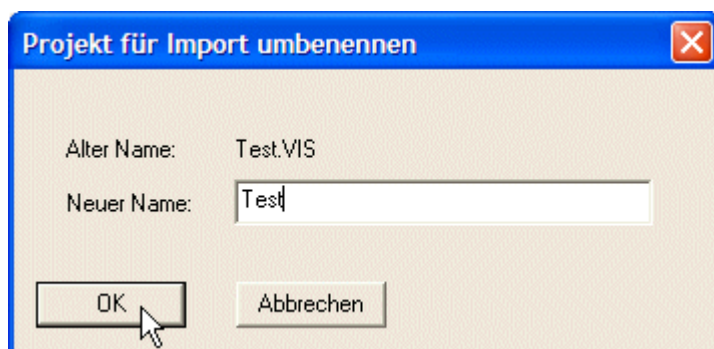 Projekt für Import umbenennen
Alter Name: Test.VIS
Neuer Name: Test
OK Abbrechen